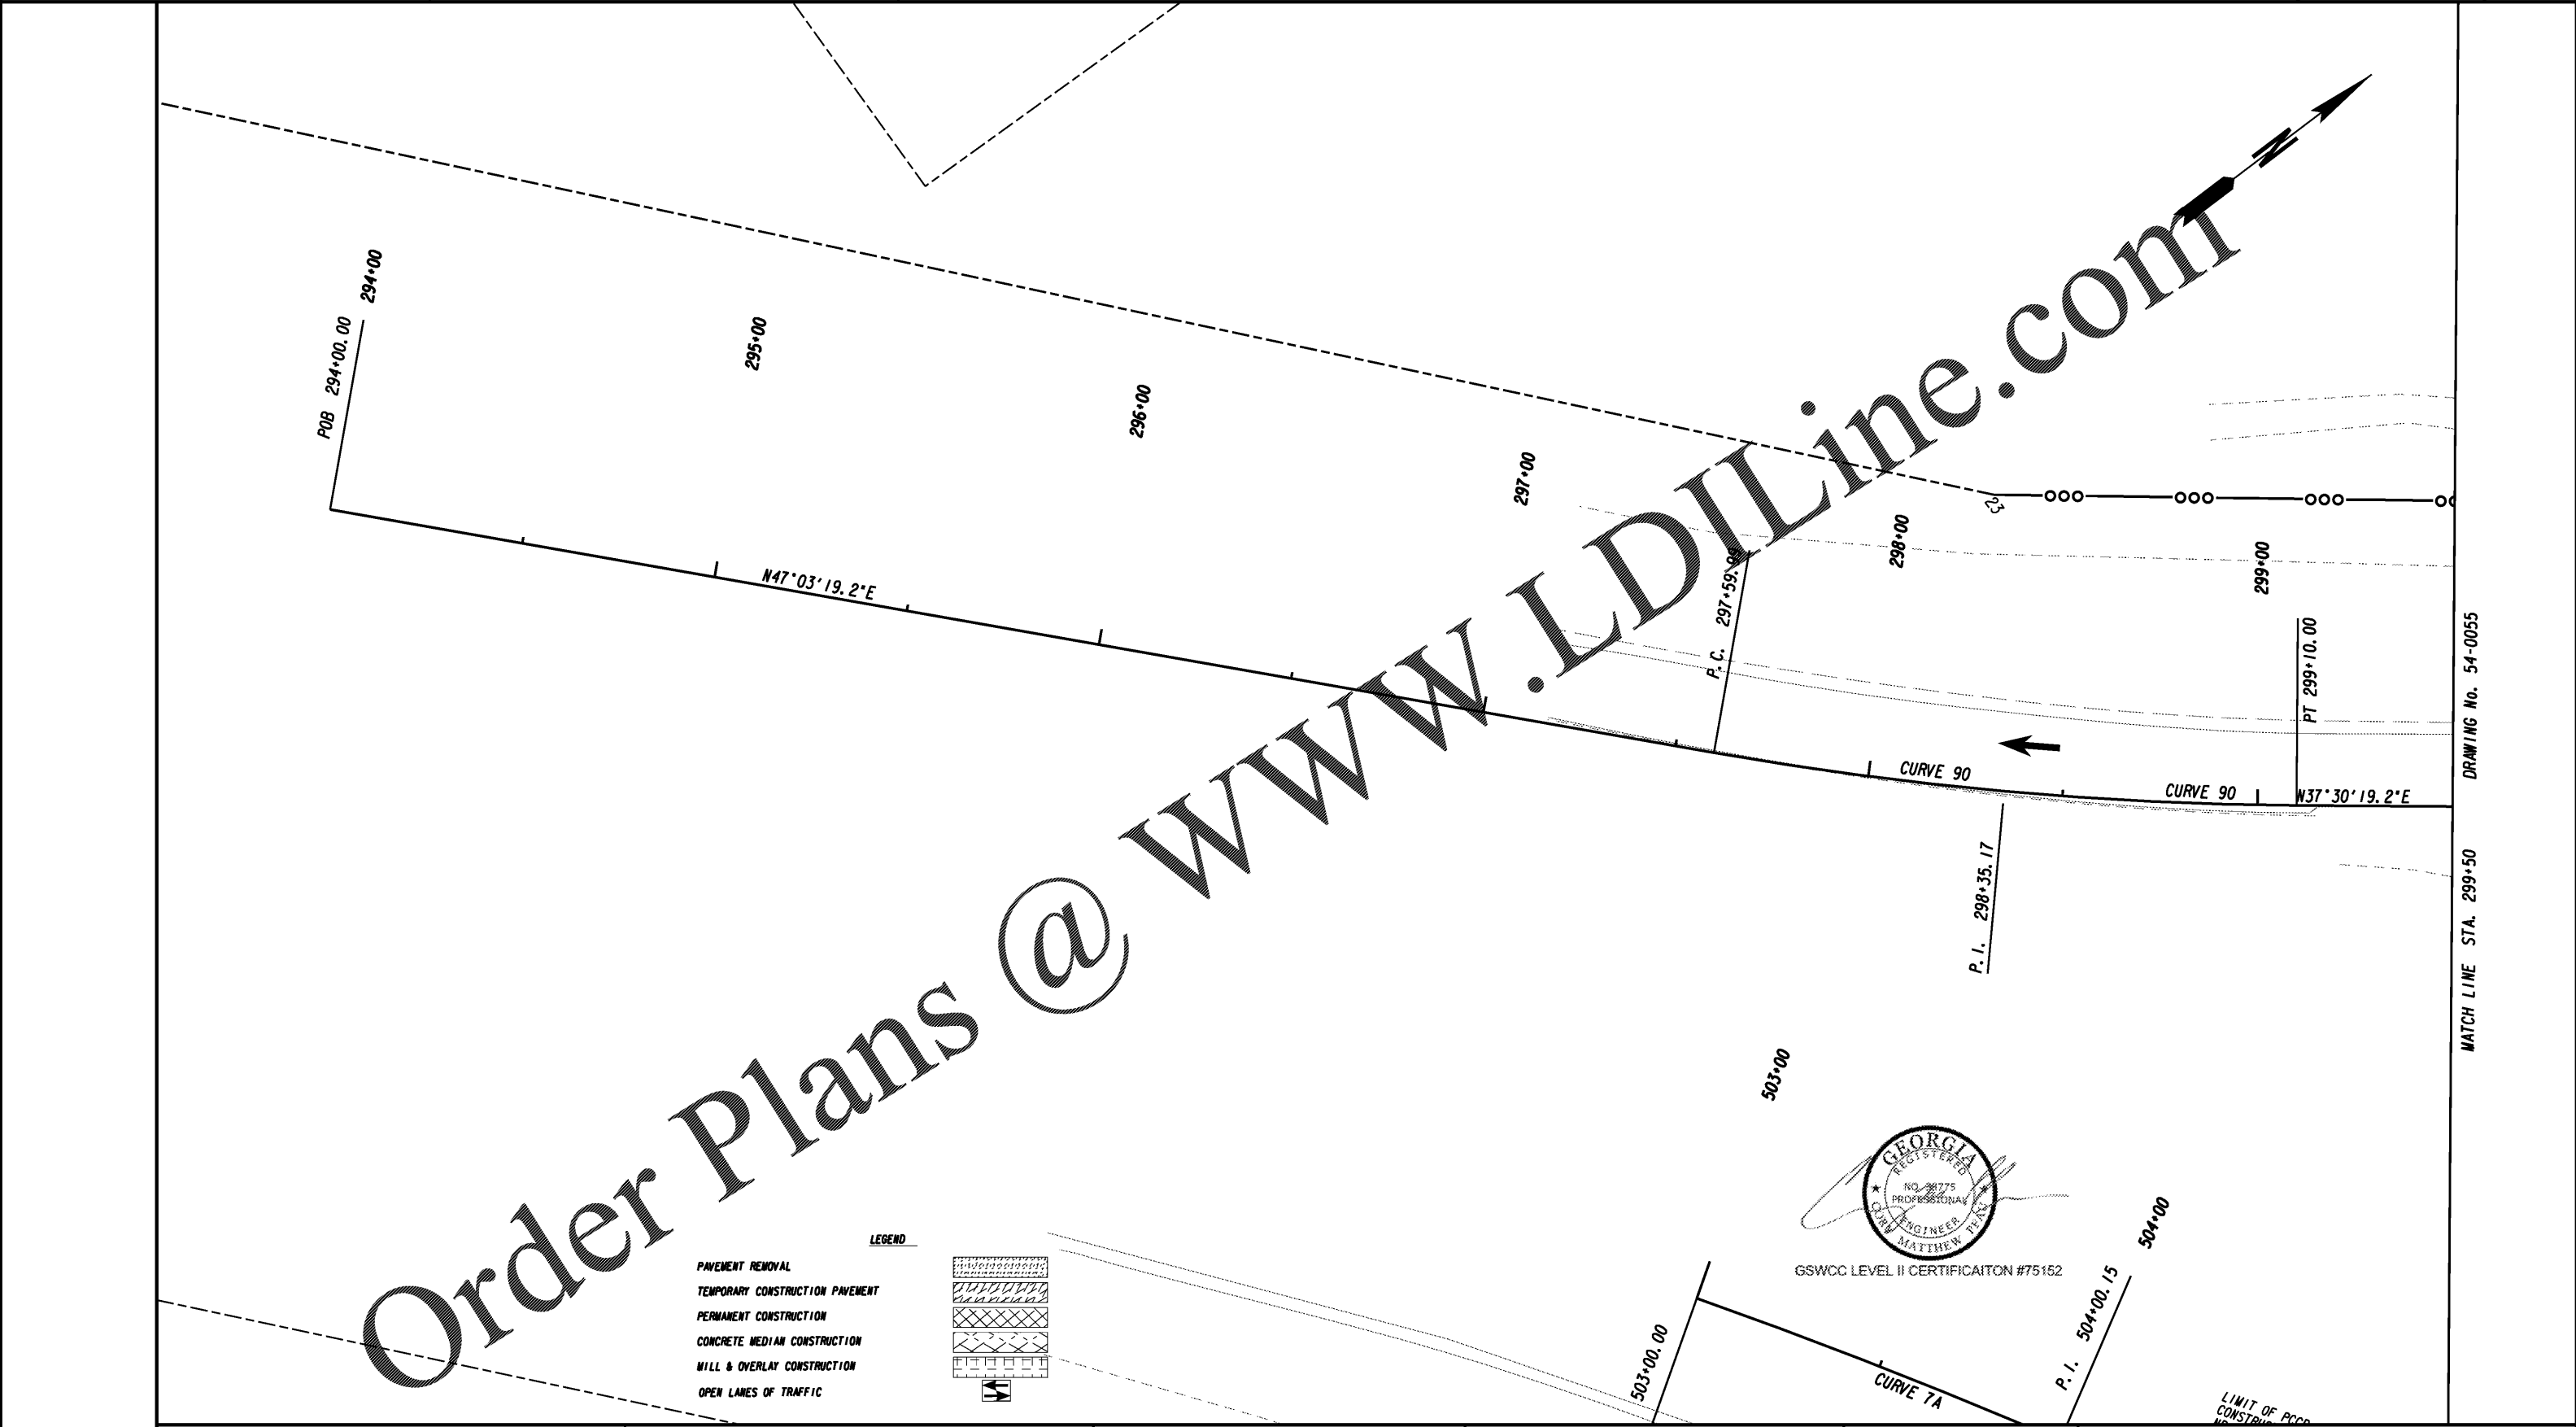 294+00
POB 294+00.00
295+00
296+00
297+00
298+00
299+00
N47°03'19.2"E
P.C. 297+59.99
23
N
CURVE 90
CURVE 90
N37°30'19.2"E
PT 299+10.00
P.I. 298+35.17
MATCH LINE STA. 299+50 DRAWING No. 54-0055
Order Plans @ WWW.LDILine.com
503+00
GEORGIA
REGISTERED
NO. 38775
PROFESSIONAL
ENGINEER
MATTHEW
GSWCC LEVEL II CERTIFICAITON #75152
504+00
P.I. 504+00.15
503+00.00
CURVE 7A
LIMIT OF
LEGEND
PAVEMENT REMOVAL
TEMPORARY CONSTRUCTION PAVEMENT
PERMANENT CONSTRUCTION
CONCRETE MEDIAN CONSTRUCTION
MILL & OVERLAY CONSTRUCTION
OPEN LANES OF TRAFFIC